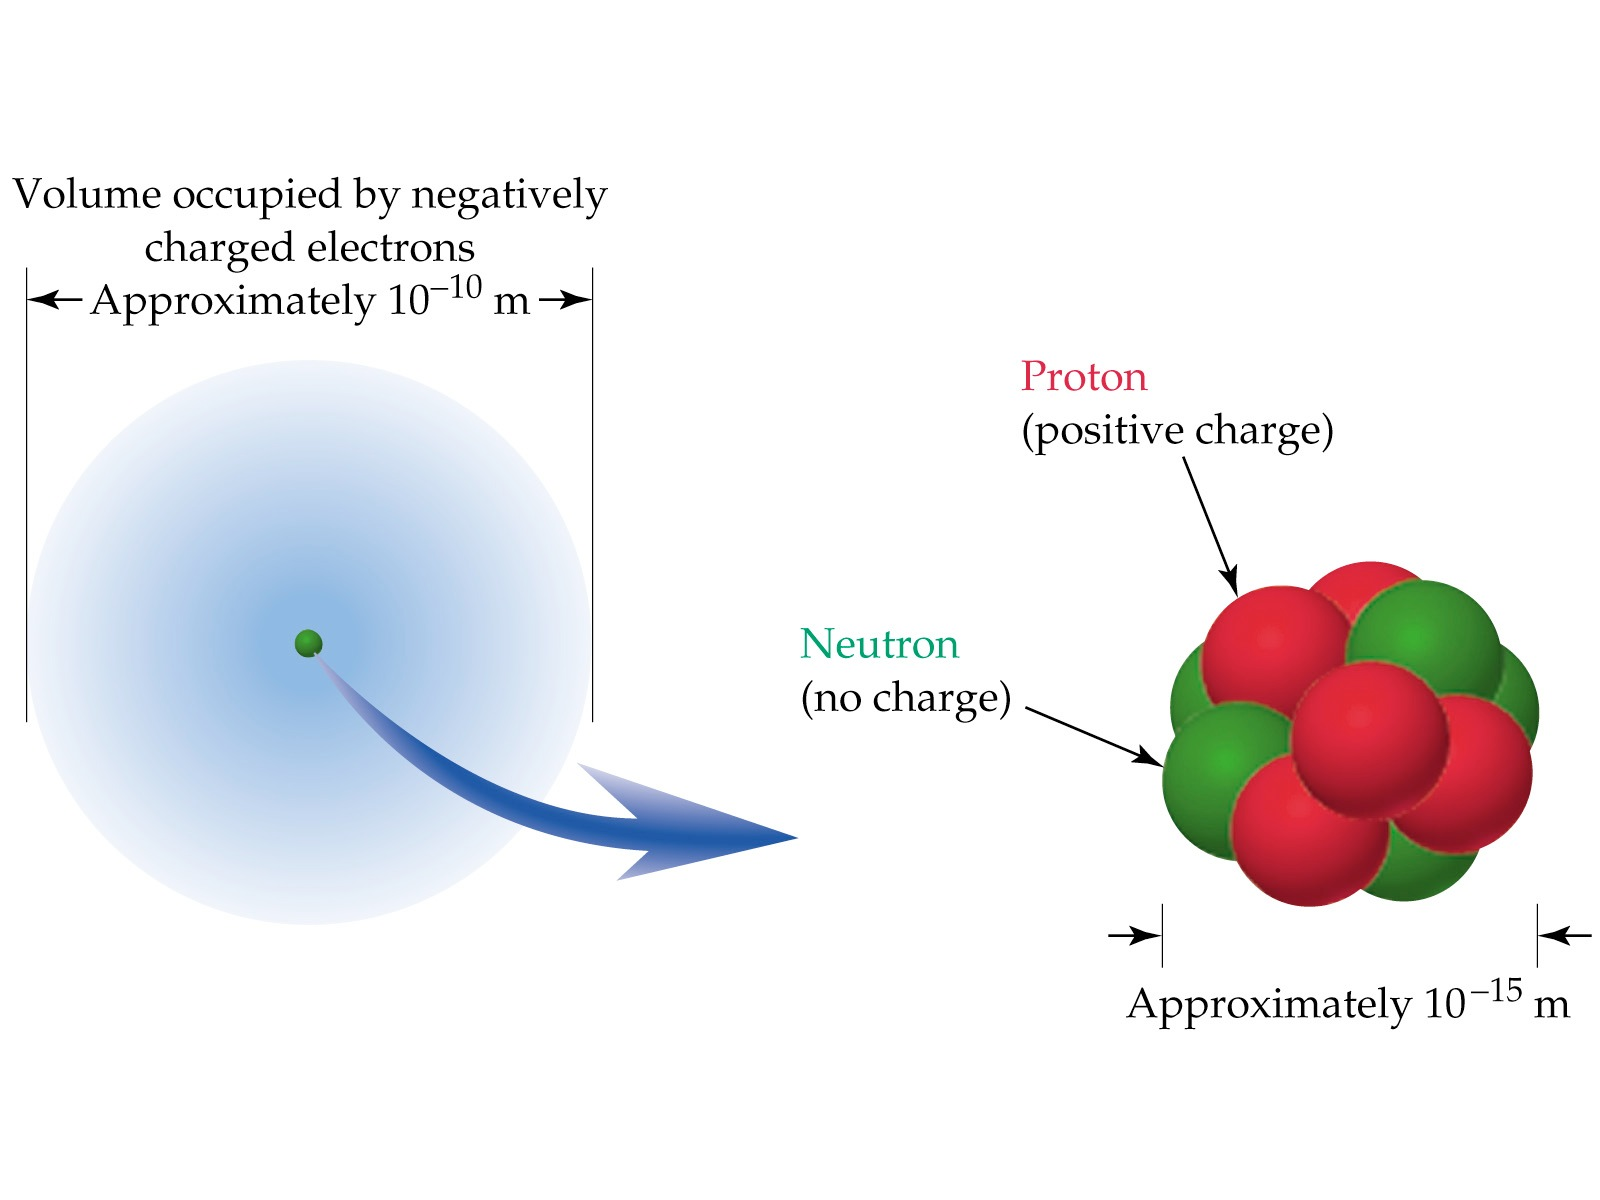 Volume occupied by negatively
charged electrons
Approximately 10⁻¹⁰ m
Proton
(positive charge)
Neutron
(no charge)
Approximately 10⁻¹⁵ m